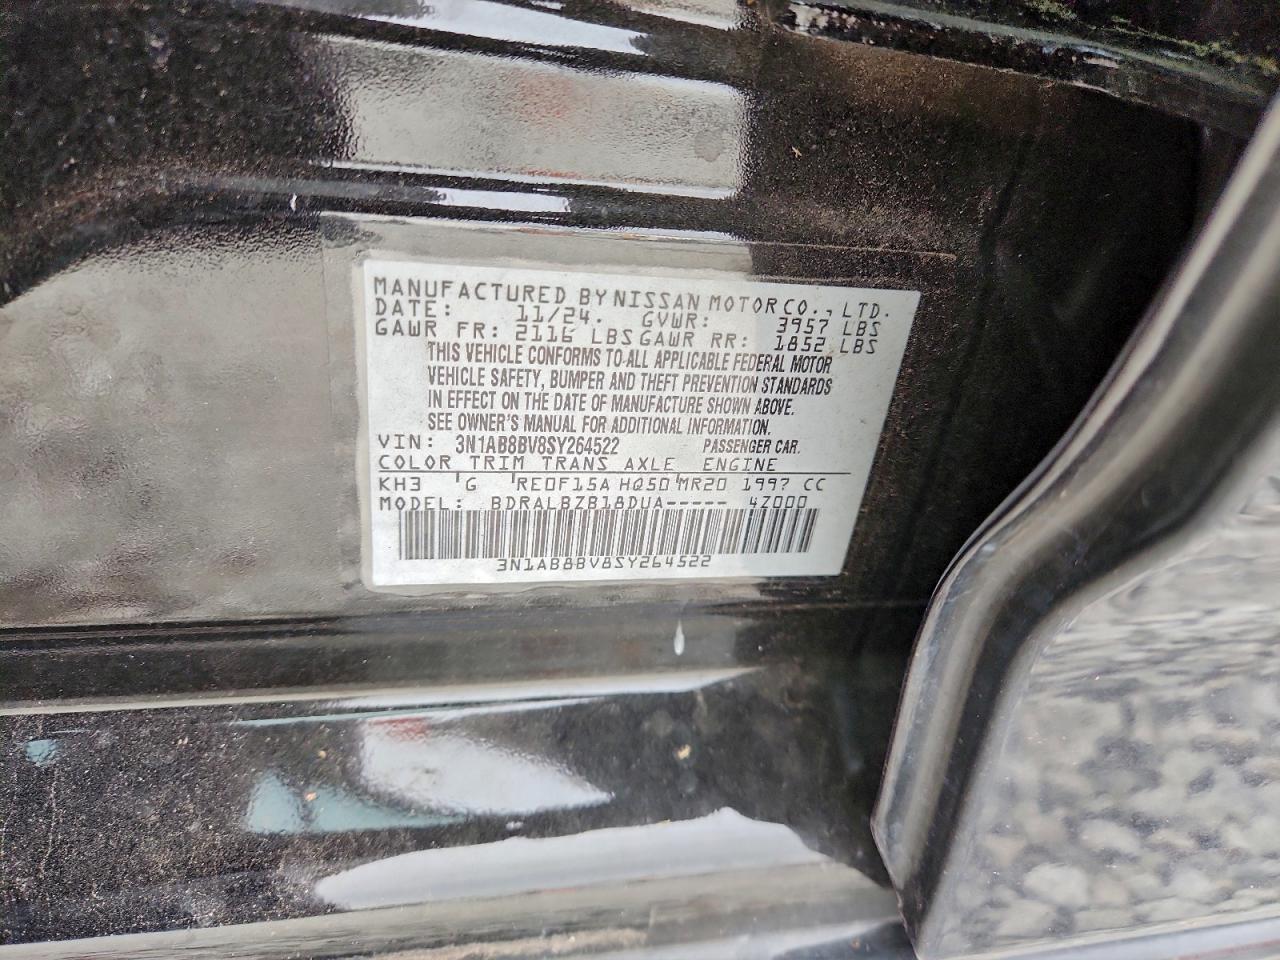 MANUFACTURED BY NISSAN MOTOR CO., LTD.
DATE: 11/24. GVWR: 3957 LBS
GAWR FR: 2116 LBS GAWR RR: 1852 LBS
THIS VEHICLE CONFORMS TO ALL APPLICABLE FEDERAL MOTOR
VEHICLE SAFETY, BUMPER AND THEFT PREVENTION STANDARDS
IN EFFECT ON THE DATE OF MANUFACTURE SHOWN ABOVE.
SEE OWNER'S MANUAL FOR ADDITIONAL INFORMATION.
VIN: 3N1AB8BV8SY264522 PASSENGER CAR.
COLOR TRIM TRANS AXLE ENGINE
KH3 'G 'RE0F15A HQ50'MR20 1997 CC
MODEL: BDRALBZB18DUA----- 4Z000
3N1AB8BV8SY264522